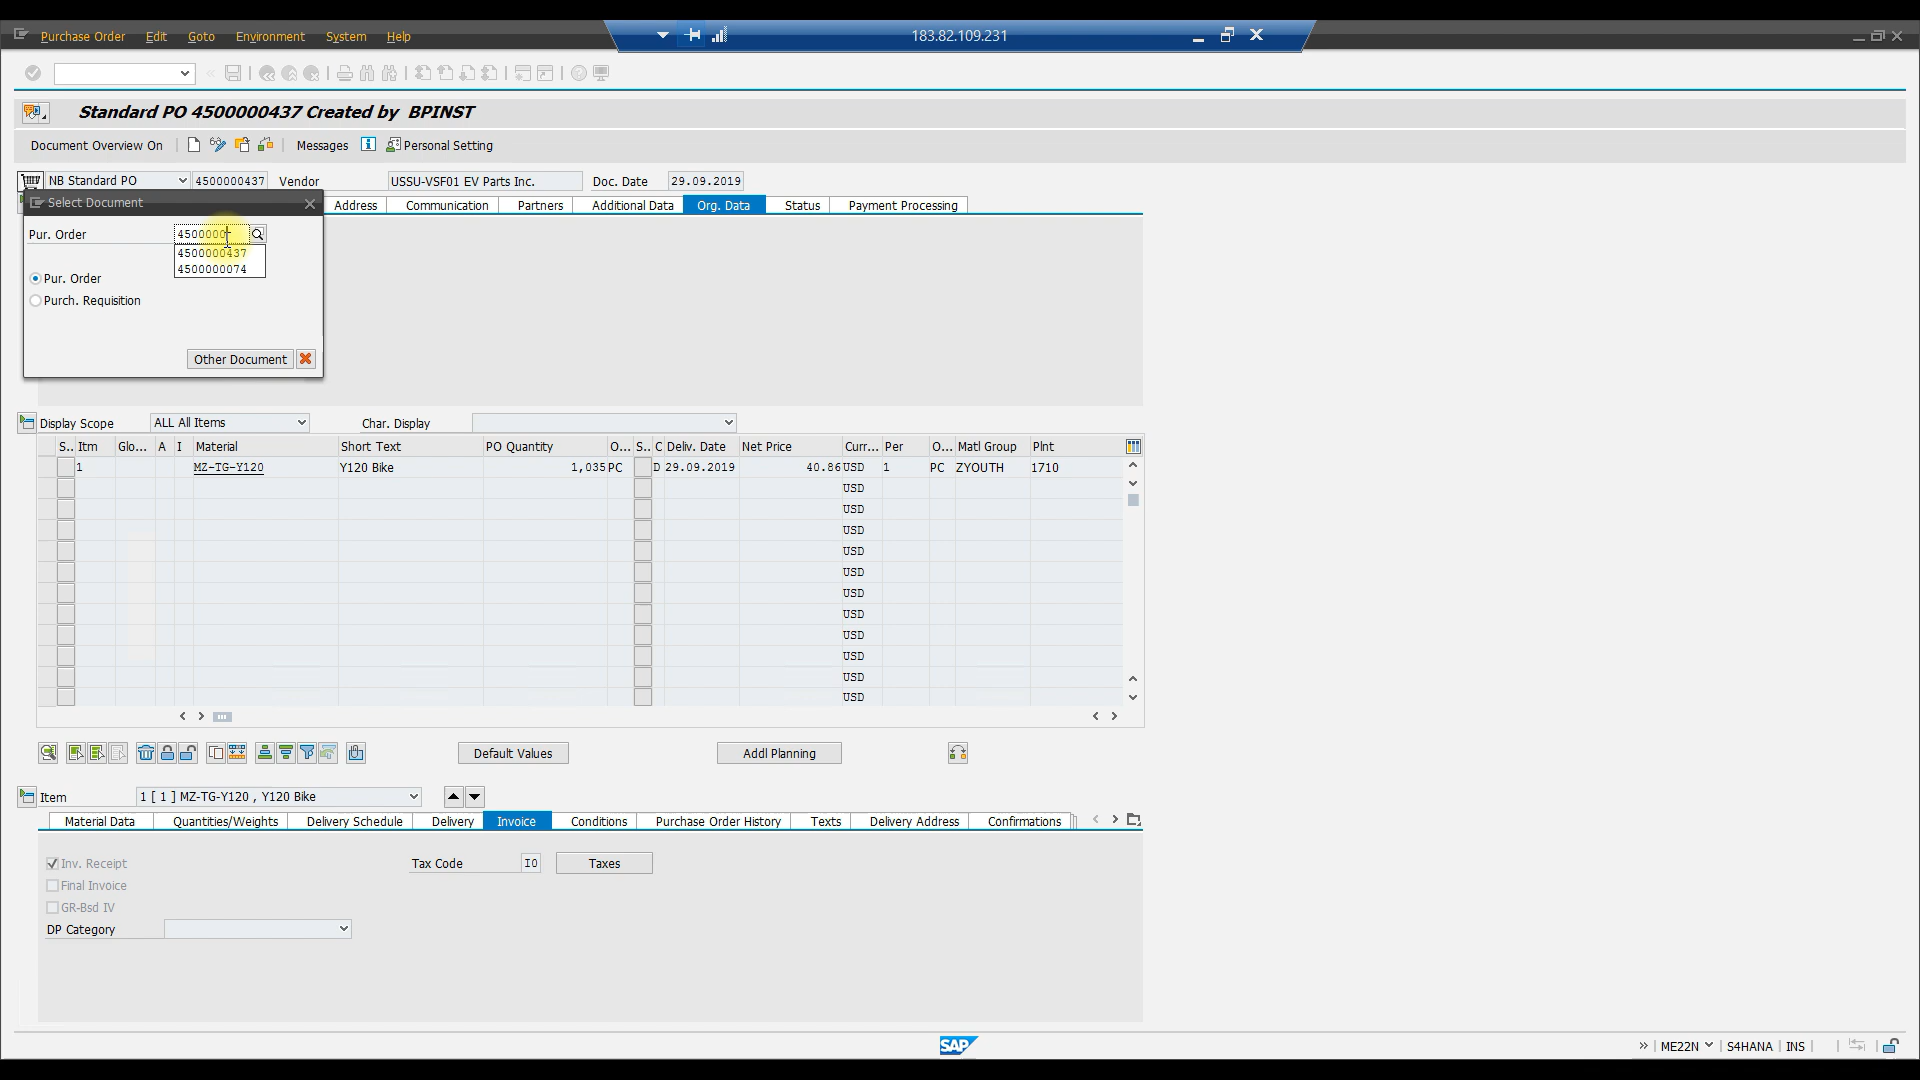 Purchase Order Edit Goto Environment System Help
183.82.109.231
Standard PO 4500000437 Created by BPINST
Document Overview On Messages Personal Setting
NB Standard PO 4500000437 Vendor USSU-VSF01 EV Parts Inc. Doc. Date 29.09.2019
Select Document
Address Communication Partners Additional Data Org. Data Status Payment Processing
Pur. Order 4500000
4500000437
4500000074
Pur. Order
Purch. Requisition
Other Document
Display Scope ALL All Items Char. Display
S.. Itm Glo... A I Material Short Text PO Quantity O... S.. C Deliv. Date Net Price Curr... Per O... Matl Group Plnt
1 MZ-TG-Y120 Y120 Bike 1,035 PC D 29.09.2019 40.86 USD 1 PC ZYOUTH 1710
USD
USD
USD
USD
USD
USD
USD
USD
USD
USD
USD
Default Values Addl Planning
Item 1 [ 1 ] MZ-TG-Y120 , Y120 Bike
Material Data Quantities/Weights Delivery Schedule Delivery Invoice Conditions Purchase Order History Texts Delivery Address Confirmations
Inv. Receipt Tax Code I0 Taxes
Final Invoice
GR-Bsd IV
DP Category
SAP
ME22N S4HANA INS